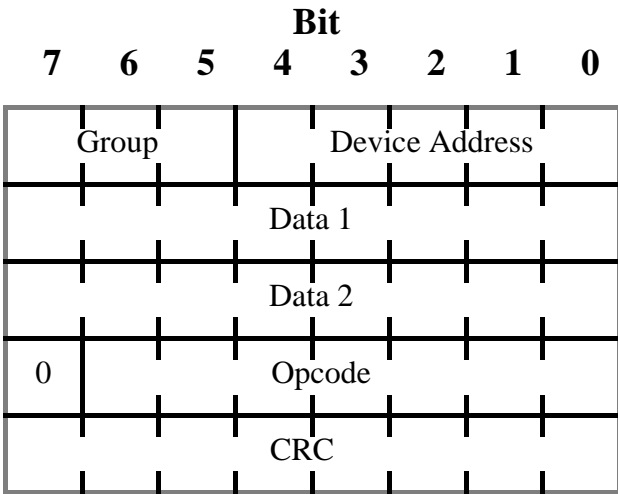 Bit
7 6 5 4 3 2 1 0
Group Device Address
Data 1
Data 2
0 Opcode
CRC